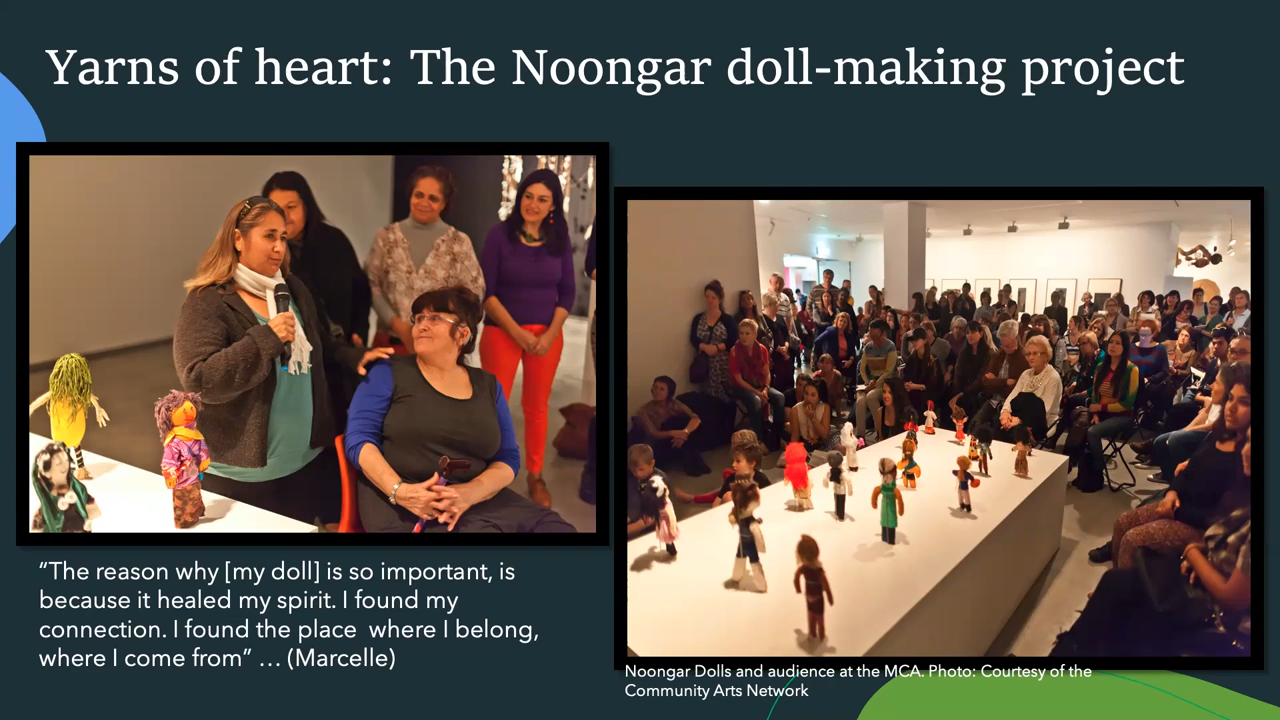 Yarns of heart: The Noongar doll-making project
“The reason why [my doll] is so important, is
because it healed my spirit. I found my
connection. I found the place  where I belong,
where I come from” … (Marcelle)
Noongar Dolls and audience at the MCA. Photo: Courtesy of the
Community Arts Network